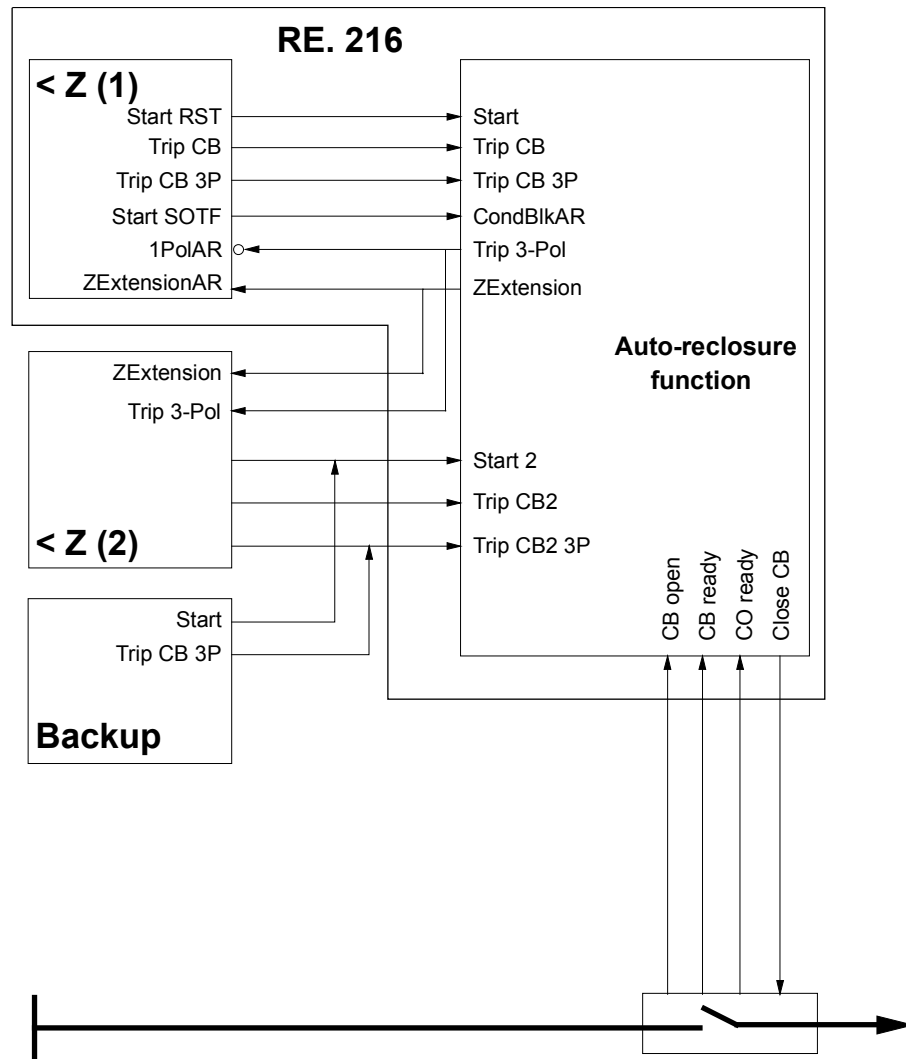 RE. 216
< Z (1)
Start RST
Trip CB
Trip CB 3P
Start SOTF
1PolAR
ZExtensionAR
Start
Trip CB
Trip CB 3P
CondBlkAR
Trip 3-Pol
ZExtension
Auto-reclosure
function
ZExtension
Trip 3-Pol
< Z (2)
Start 2
Trip CB2
Trip CB2 3P
CB open
CB ready
CO ready
Close CB
Start
Trip CB 3P
Backup